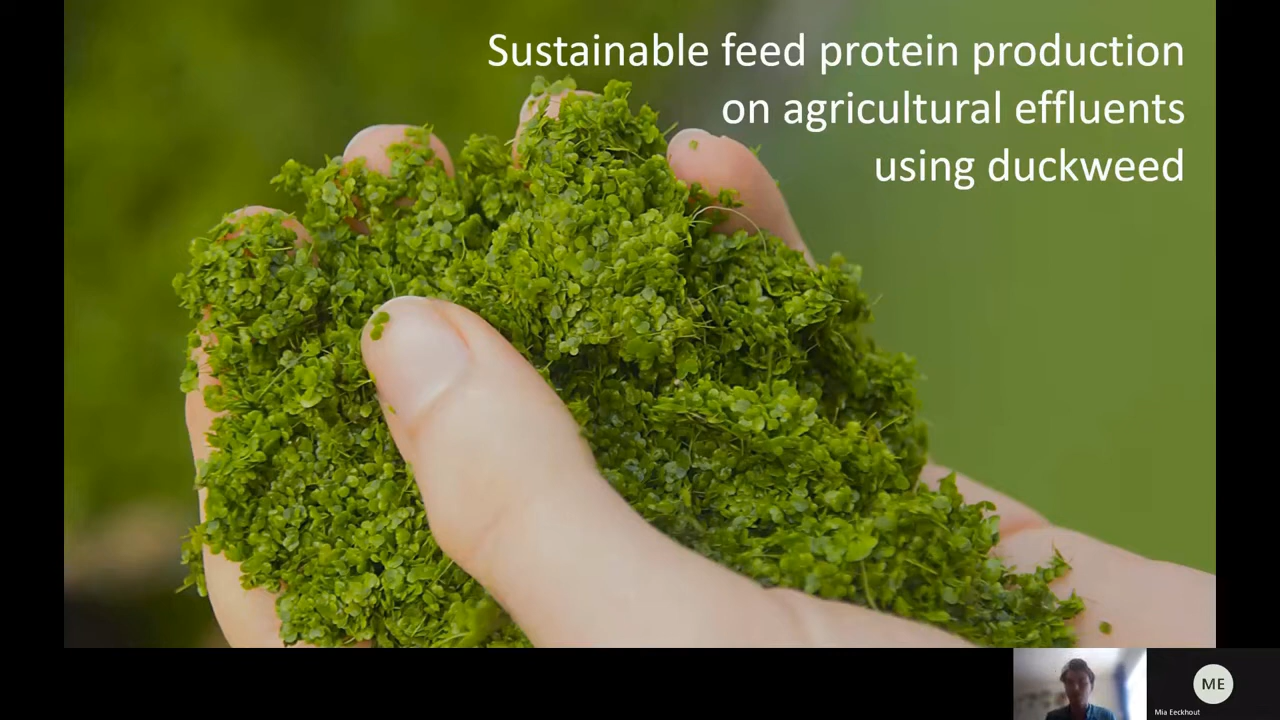 Sustainable feed protein production
on agricultural effluents
using duckweed
ME
Mia Eeckhout